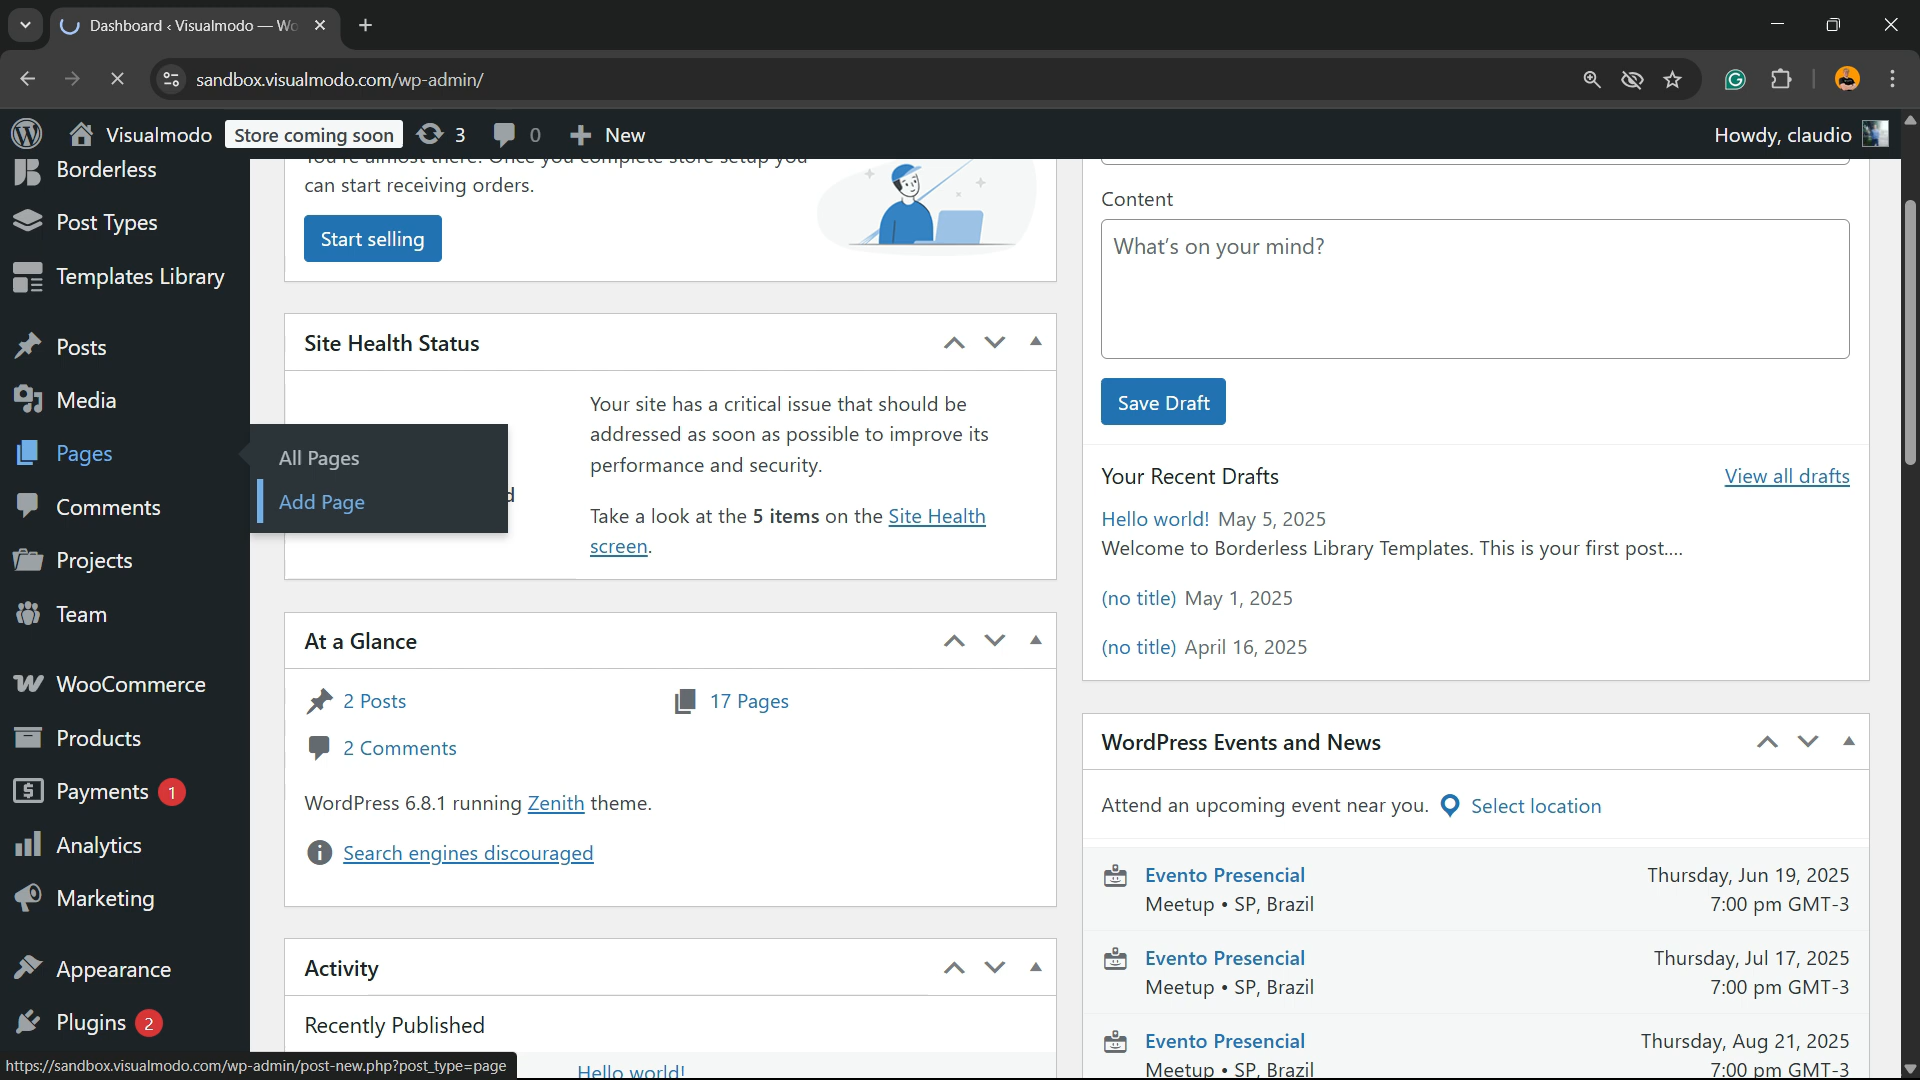 Dashboard ‹ Visualmodo — Wo
sandbox.visualmodo.com/wp-admin/
Visualmodo
Store coming soon
3
0
New
Howdy, claudio
Borderless
Post Types
Templates Library
Posts
Media
Pages
Comments
Projects
Team
WooCommerce
Products
Payments 1
Analytics
Marketing
Appearance
Plugins 2
All Pages
Add Page
You're almost there! Once you complete store setup you
can start receiving orders.
Start selling
Site Health Status
d
Your site has a critical issue that should be
addressed as soon as possible to improve its
performance and security.
Take a look at the 5 items on the Site Health
screen.
At a Glance
2 Posts
17 Pages
2 Comments
WordPress 6.8.1 running Zenith theme.
Search engines discouraged
Activity
Recently Published
Hello world!
Content
What's on your mind?
Save Draft
Your Recent Drafts
View all drafts
Hello world! May 5, 2025
Welcome to Borderless Library Templates. This is your first post....
(no title) May 1, 2025
(no title) April 16, 2025
WordPress Events and News
Attend an upcoming event near you. Select location
Evento Presencial
Thursday, Jun 19, 2025
Meetup • SP, Brazil
7:00 pm GMT-3
Evento Presencial
Thursday, Jul 17, 2025
Meetup • SP, Brazil
7:00 pm GMT-3
Evento Presencial
Thursday, Aug 21, 2025
Meetup • SP, Brazil
7:00 pm GMT-3
https://sandbox.visualmodo.com/wp-admin/post-new.php?post_type=page